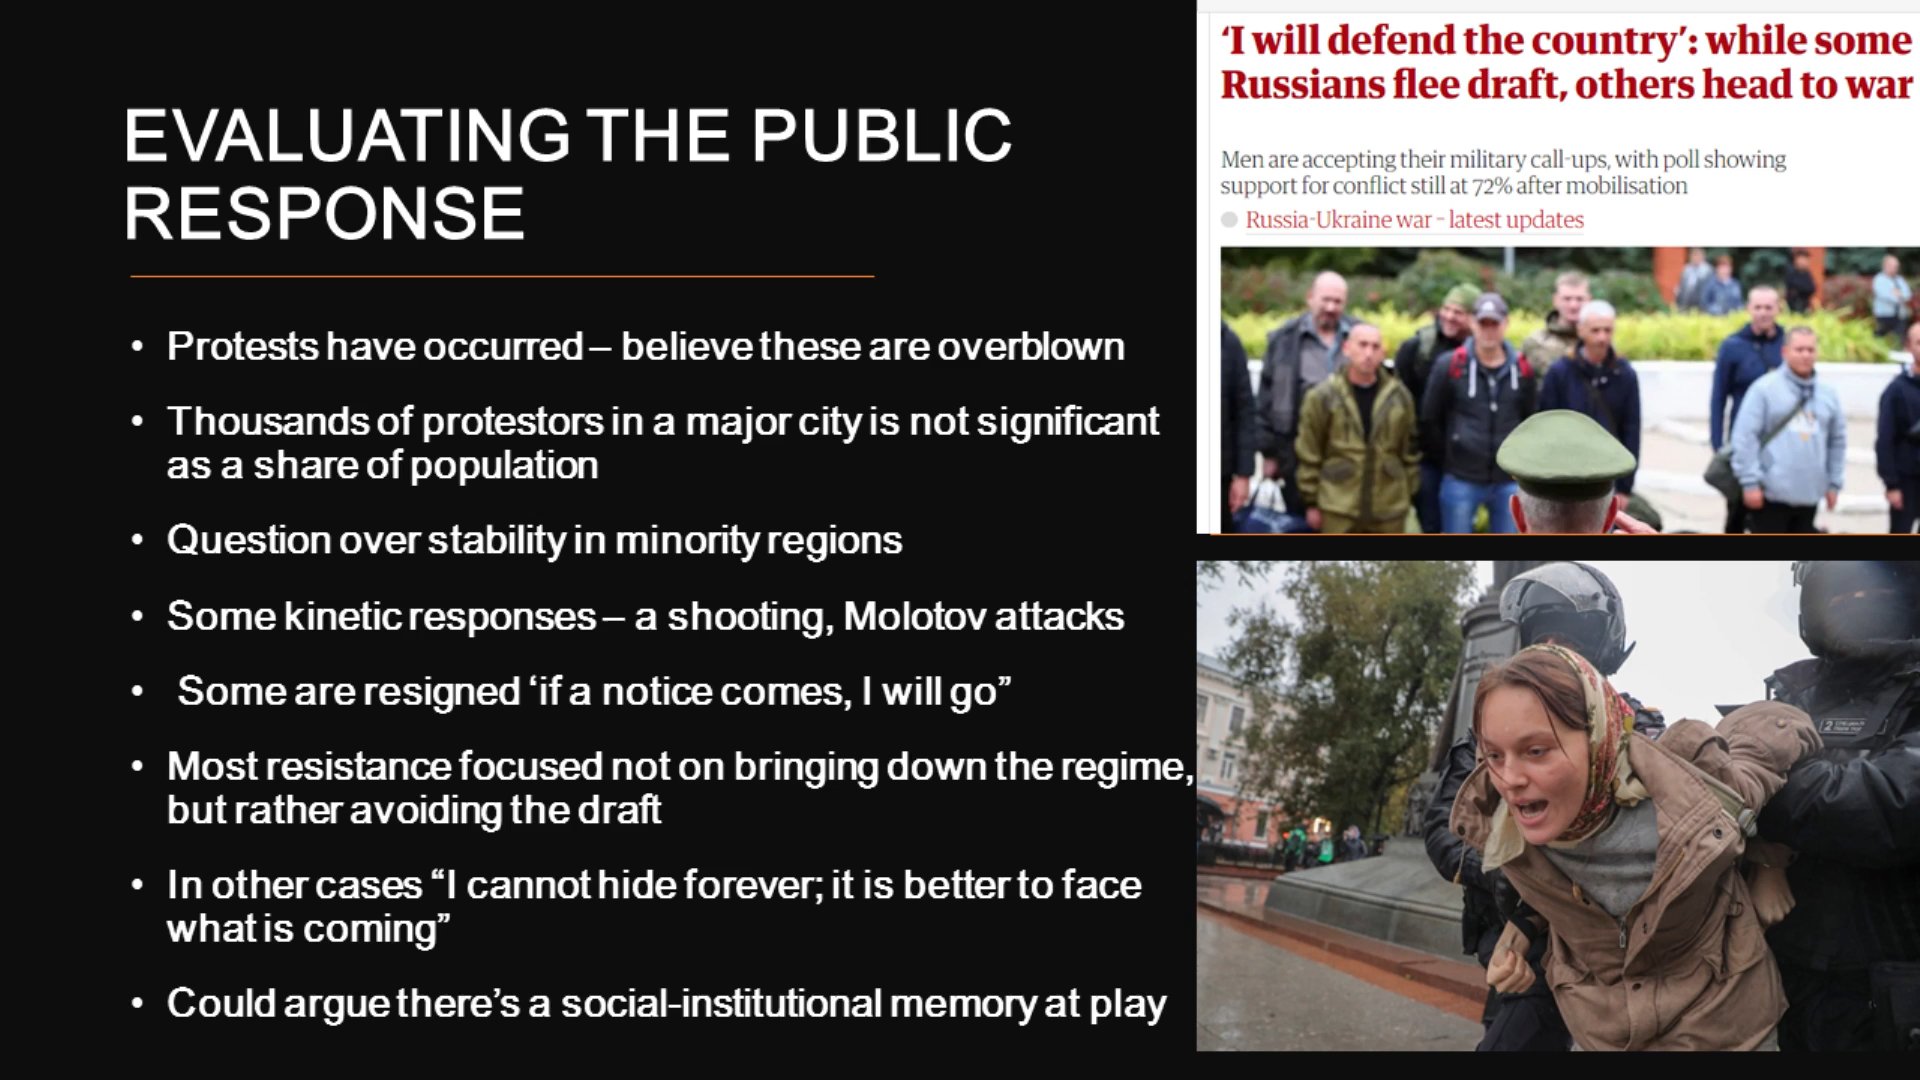 EVALUATING THE PUBLIC
RESPONSE
• Protests have occurred – believe these are overblown
• Thousands of protestors in a major city is not significant
as a share of population
• Question over stability in minority regions
• Some kinetic responses – a shooting, Molotov attacks
• Some are resigned ‘if a notice comes, I will go”
• Most resistance focused not on bringing down the regime,
but rather avoiding the draft
• In other cases “I cannot hide forever; it is better to face
what is coming”
• Could argue there’s a social-institutional memory at play
‘I will defend the country’: while some
Russians flee draft, others head to war
Men are accepting their military call-ups, with poll showing
support for conflict still at 72% after mobilisation
Russia-Ukraine war – latest updates
2